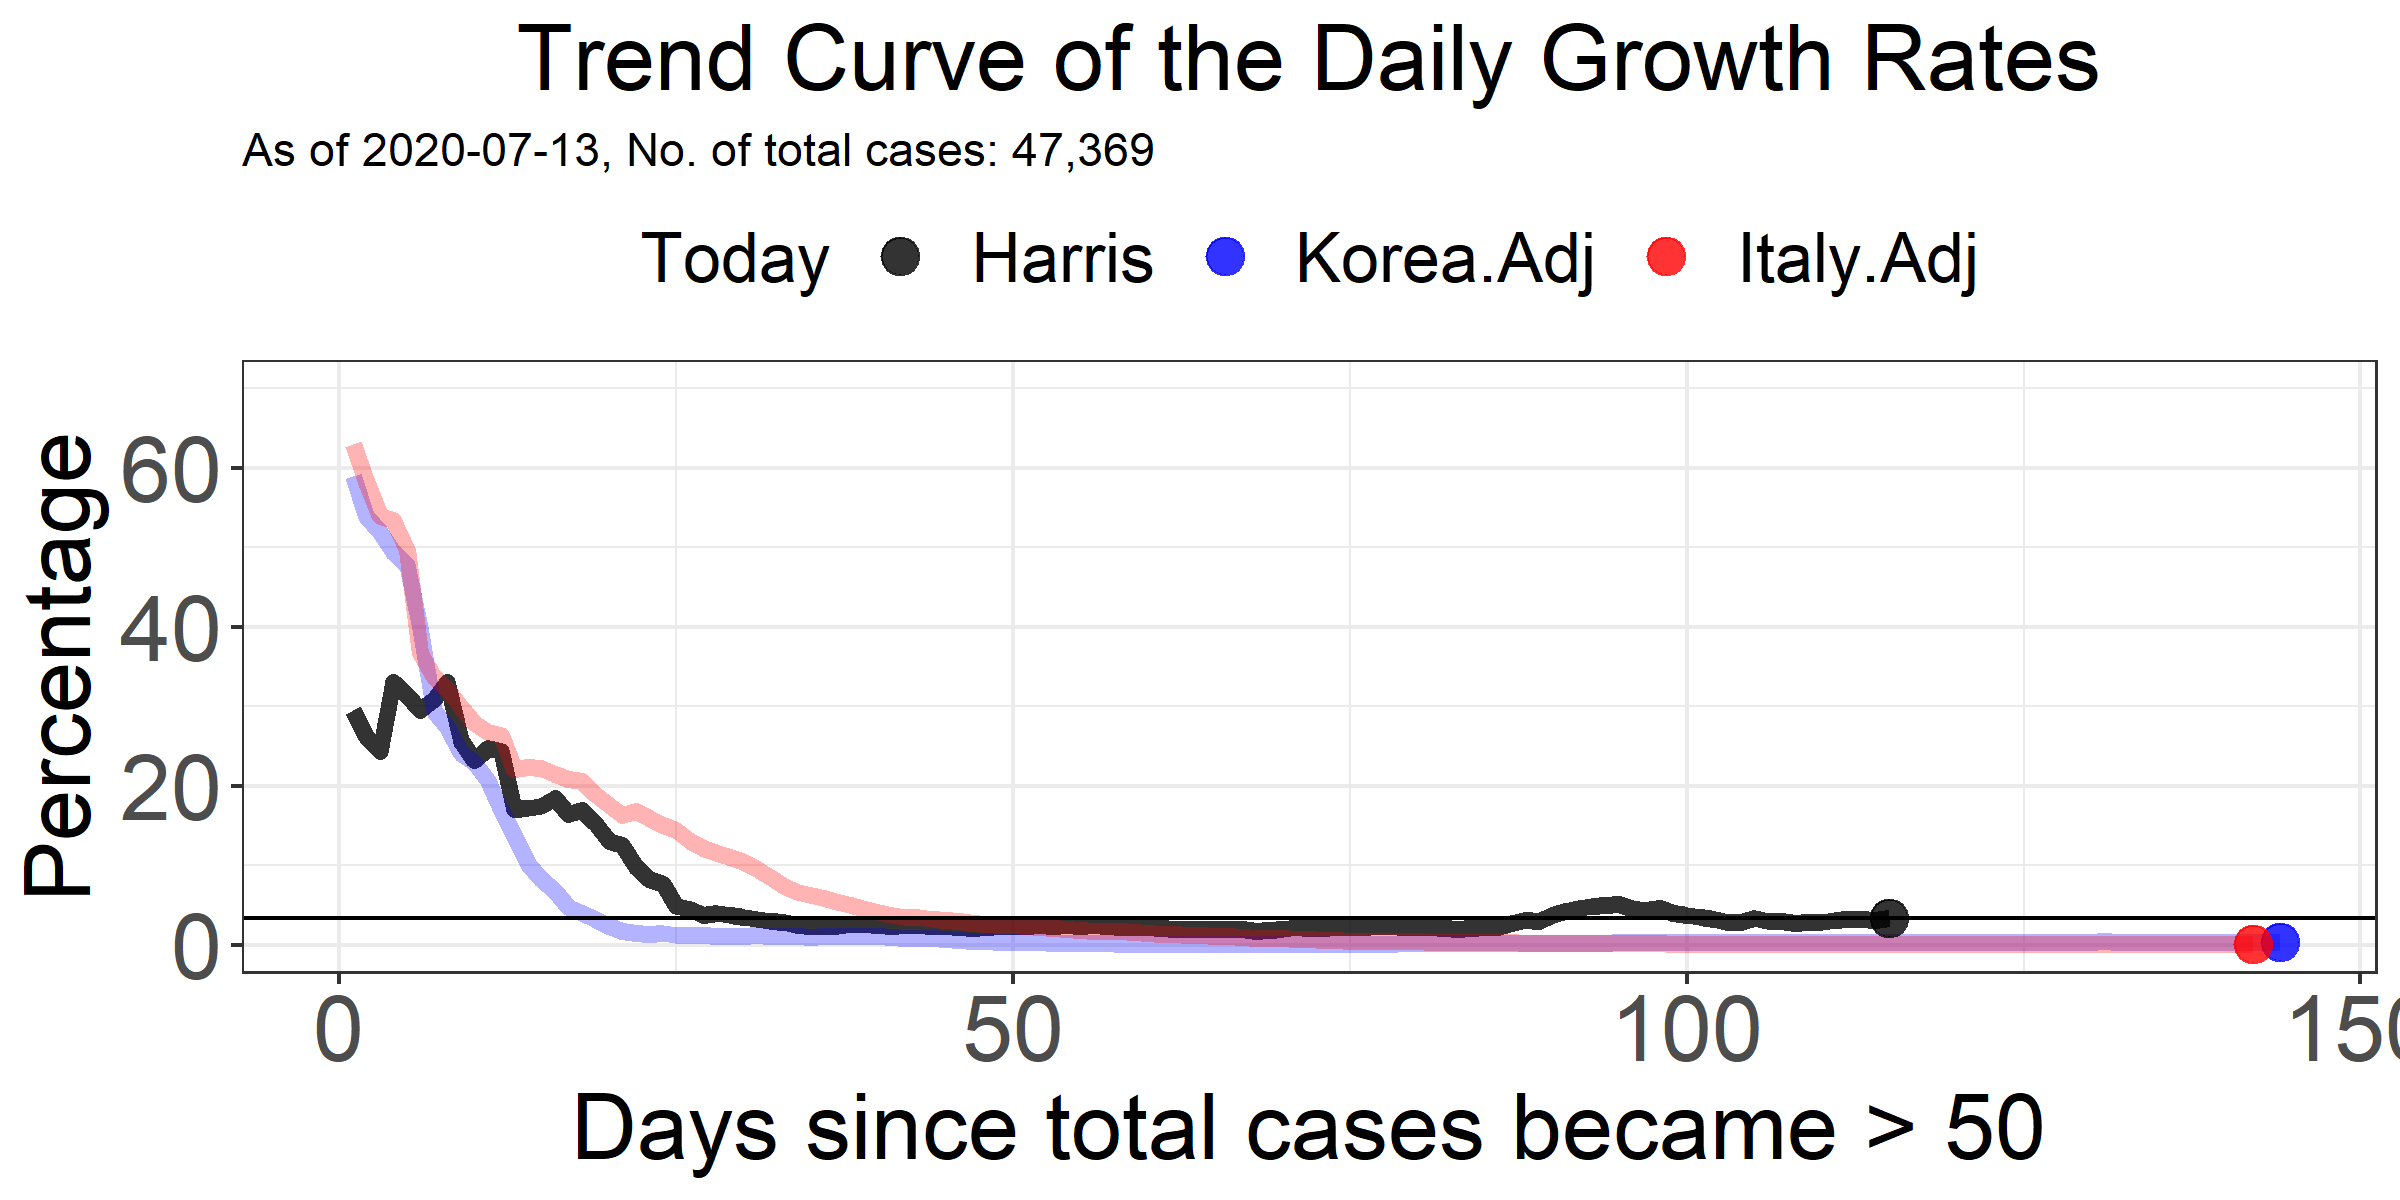 Trend Curve of the Daily Growth Rates
As of 2020-07-13, No. of total cases: 47,369
Today Harris Korea.Adj Italy.Adj
Percentage
60
40
20
0
0 50 100 150
Days since total cases became > 50